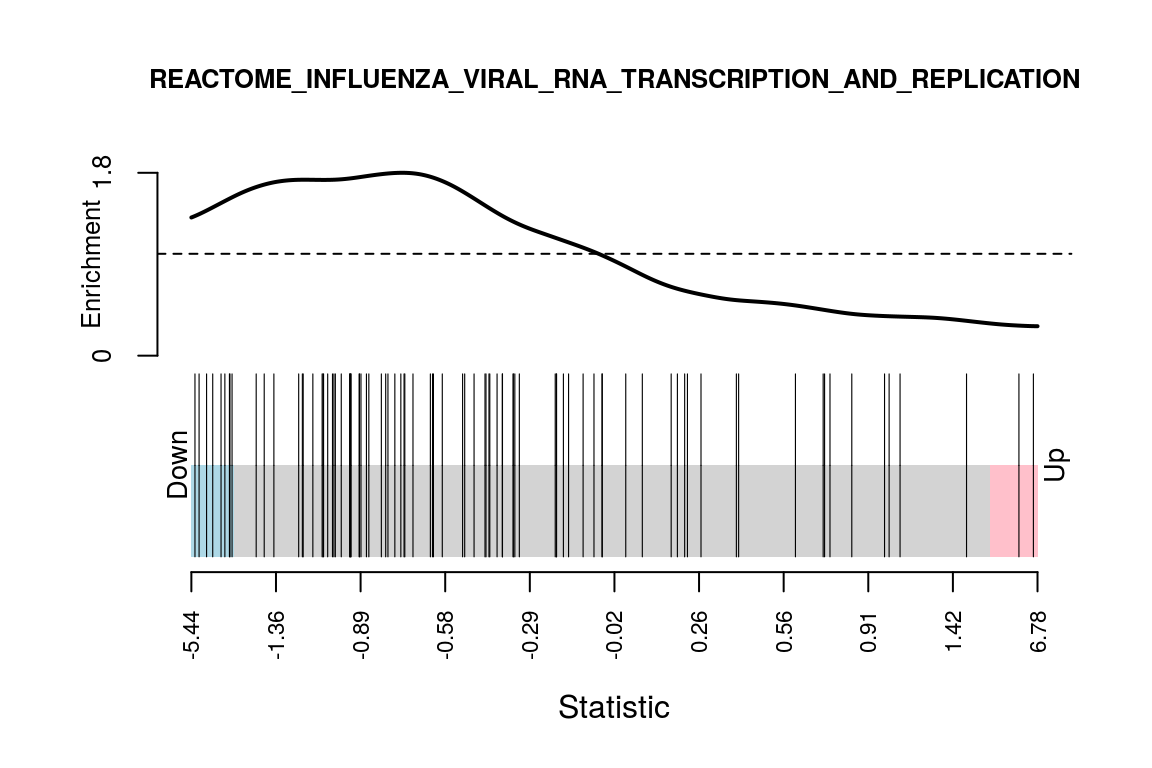 REACTOME_INFLUENZA_VIRAL_RNA_TRANSCRIPTION_AND_REPLICATION
1.8
Enrichment
0
Down
Up
-5.44 -1.36 -0.89 -0.58 -0.29 -0.02 0.26 0.56 0.91 1.42 6.78
Statistic